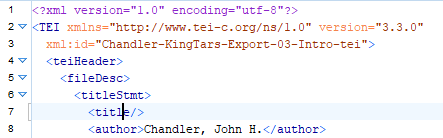 1 <?xml version="1.0" encoding="utf-8"?>
2 <TEI xmlns="http://www.tei-c.org/ns/1.0" version="3.3.0"
3 xml:id="Chandler-KingTars-Export-03-Intro-tei">
4 <teiHeader>
5 <fileDesc>
6 <titleStmt>
7 <title/>
8 <author>Chandler, John H.</author>